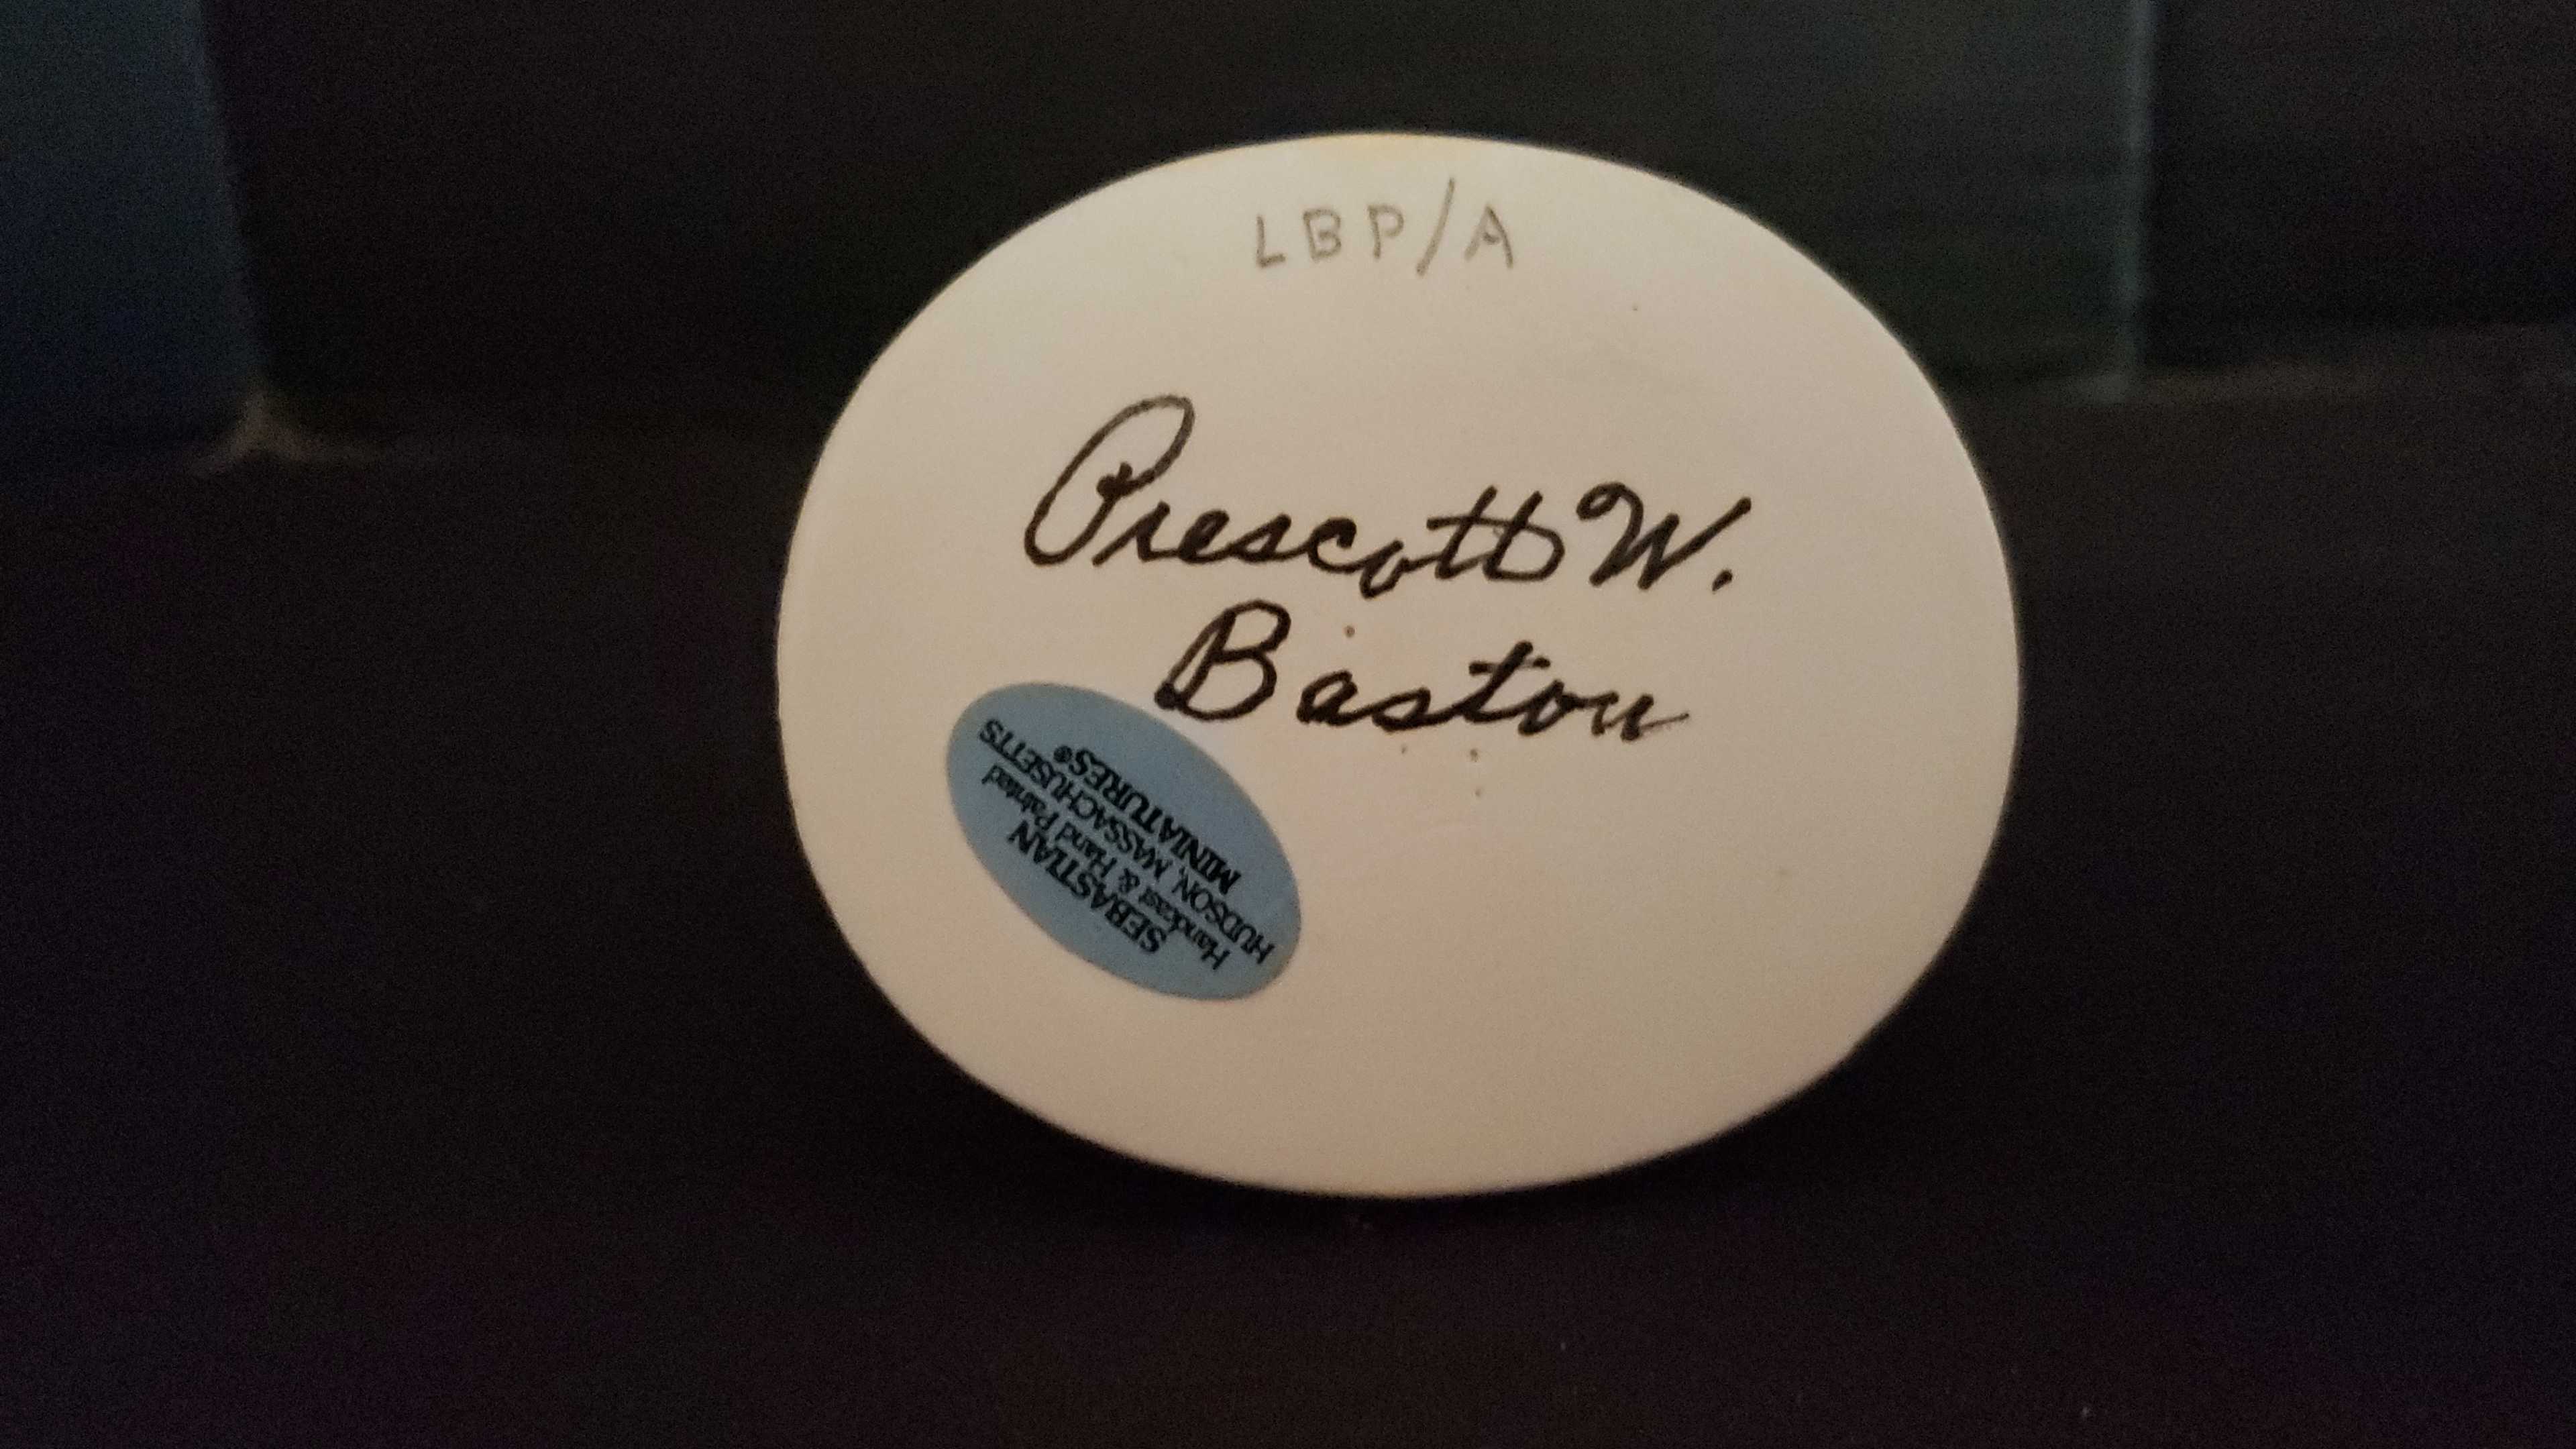 LBP/A
Prescott W.
Baston
SEBASTIAN
Handcast & Hand Painted
HUDSON, MASSACHUSETTS
MINIATURES®